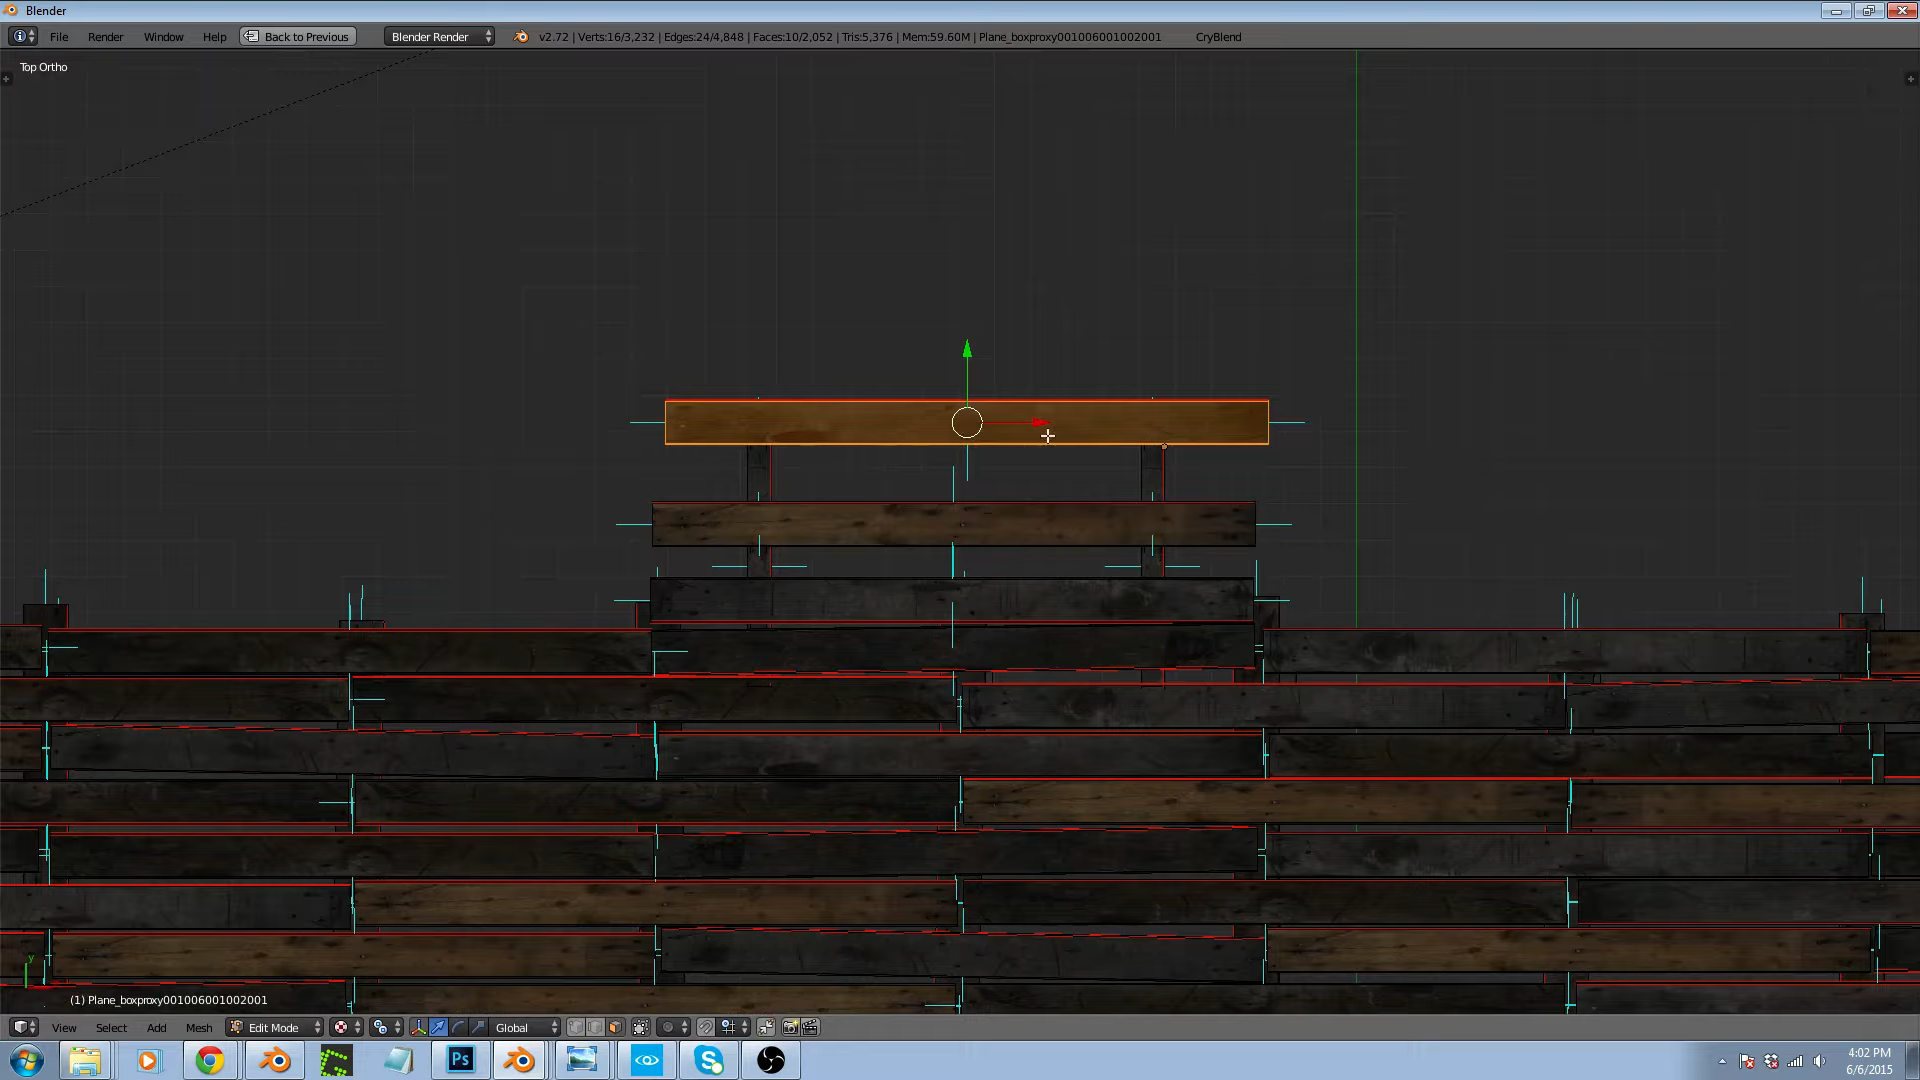 Blender
File Render Window Help Back to Previous Blender Render v2.72 | Verts:16/3,232 | Edges:24/4,848 | Faces:10/2,052 | Tris:5,376 | Mem:59.60M | Plane_boxproxy001006001002001 CryBlend
Top Ortho
y
(1) Plane_boxproxy001006001002001
View Select Add Mesh Edit Mode Global
Ps
4:02 PM
6/6/2015